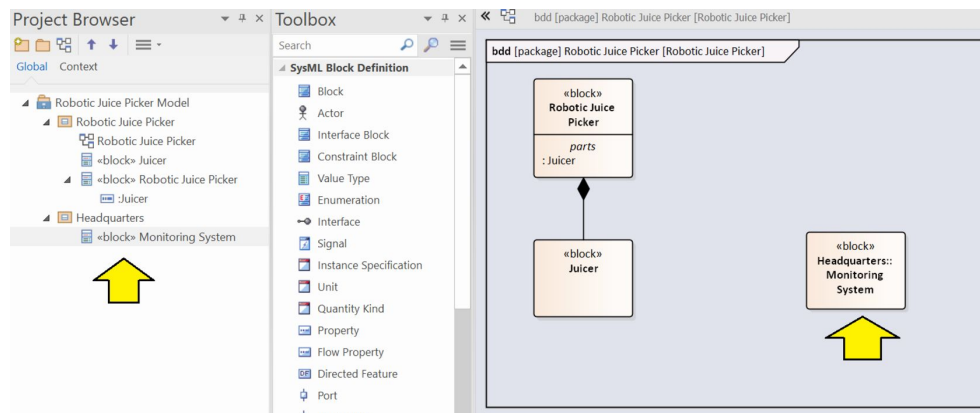 Project Browser
Global Context
Robotic Juice Picker Model
Robotic Juice Picker
Robotic Juice Picker
«block» Juicer
«block» Robotic Juice Picker
:Juicer
Headquarters
«block» Monitoring System
Toolbox
Search
SysML Block Definition
Block
Actor
Interface Block
Constraint Block
Value Type
Enumeration
Interface
Signal
Instance Specification
Unit
Quantity Kind
Property
Flow Property
Directed Feature
Port
bdd [package] Robotic Juice Picker [Robotic Juice Picker]
bdd [package] Robotic Juice Picker [Robotic Juice Picker]
«block»
Robotic Juice
Picker
parts
: Juicer
«block»
Juicer
«block»
Headquarters::
Monitoring
System